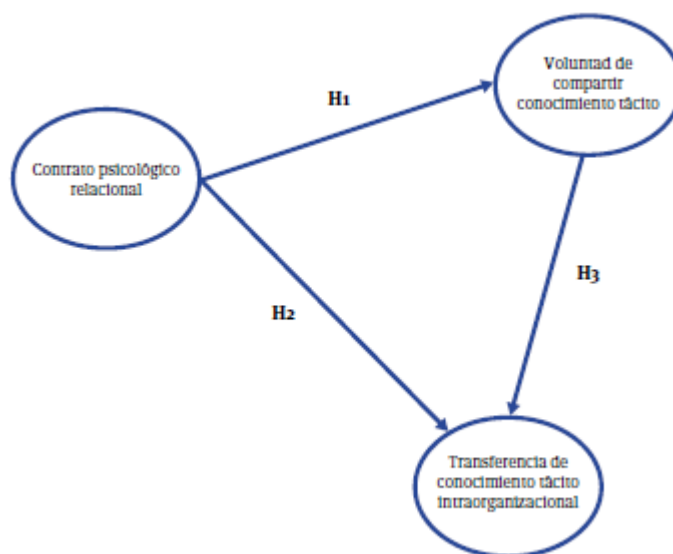 Voluntad de
compartir
conocimiento tácito
H1
Contrato psicológico
relacional
H3
H2
Transferencia de
conocimiento tácito
intraorganizacional